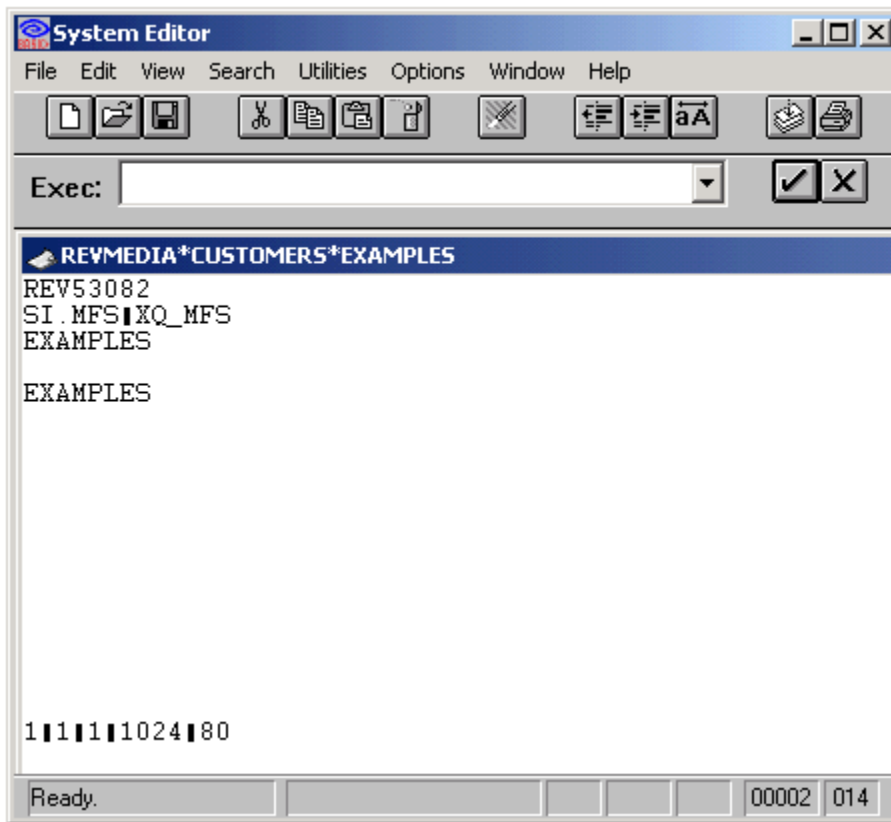 System Editor
File Edit View Search Utilities Options Window Help
aA
Exec:
REVMEDIA*CUSTOMERS*EXAMPLES
REV53082
SI.MFS▌XQ_MFS
EXAMPLES
EXAMPLES
1▌1▌1▌1024▌80
Ready. 00002 014